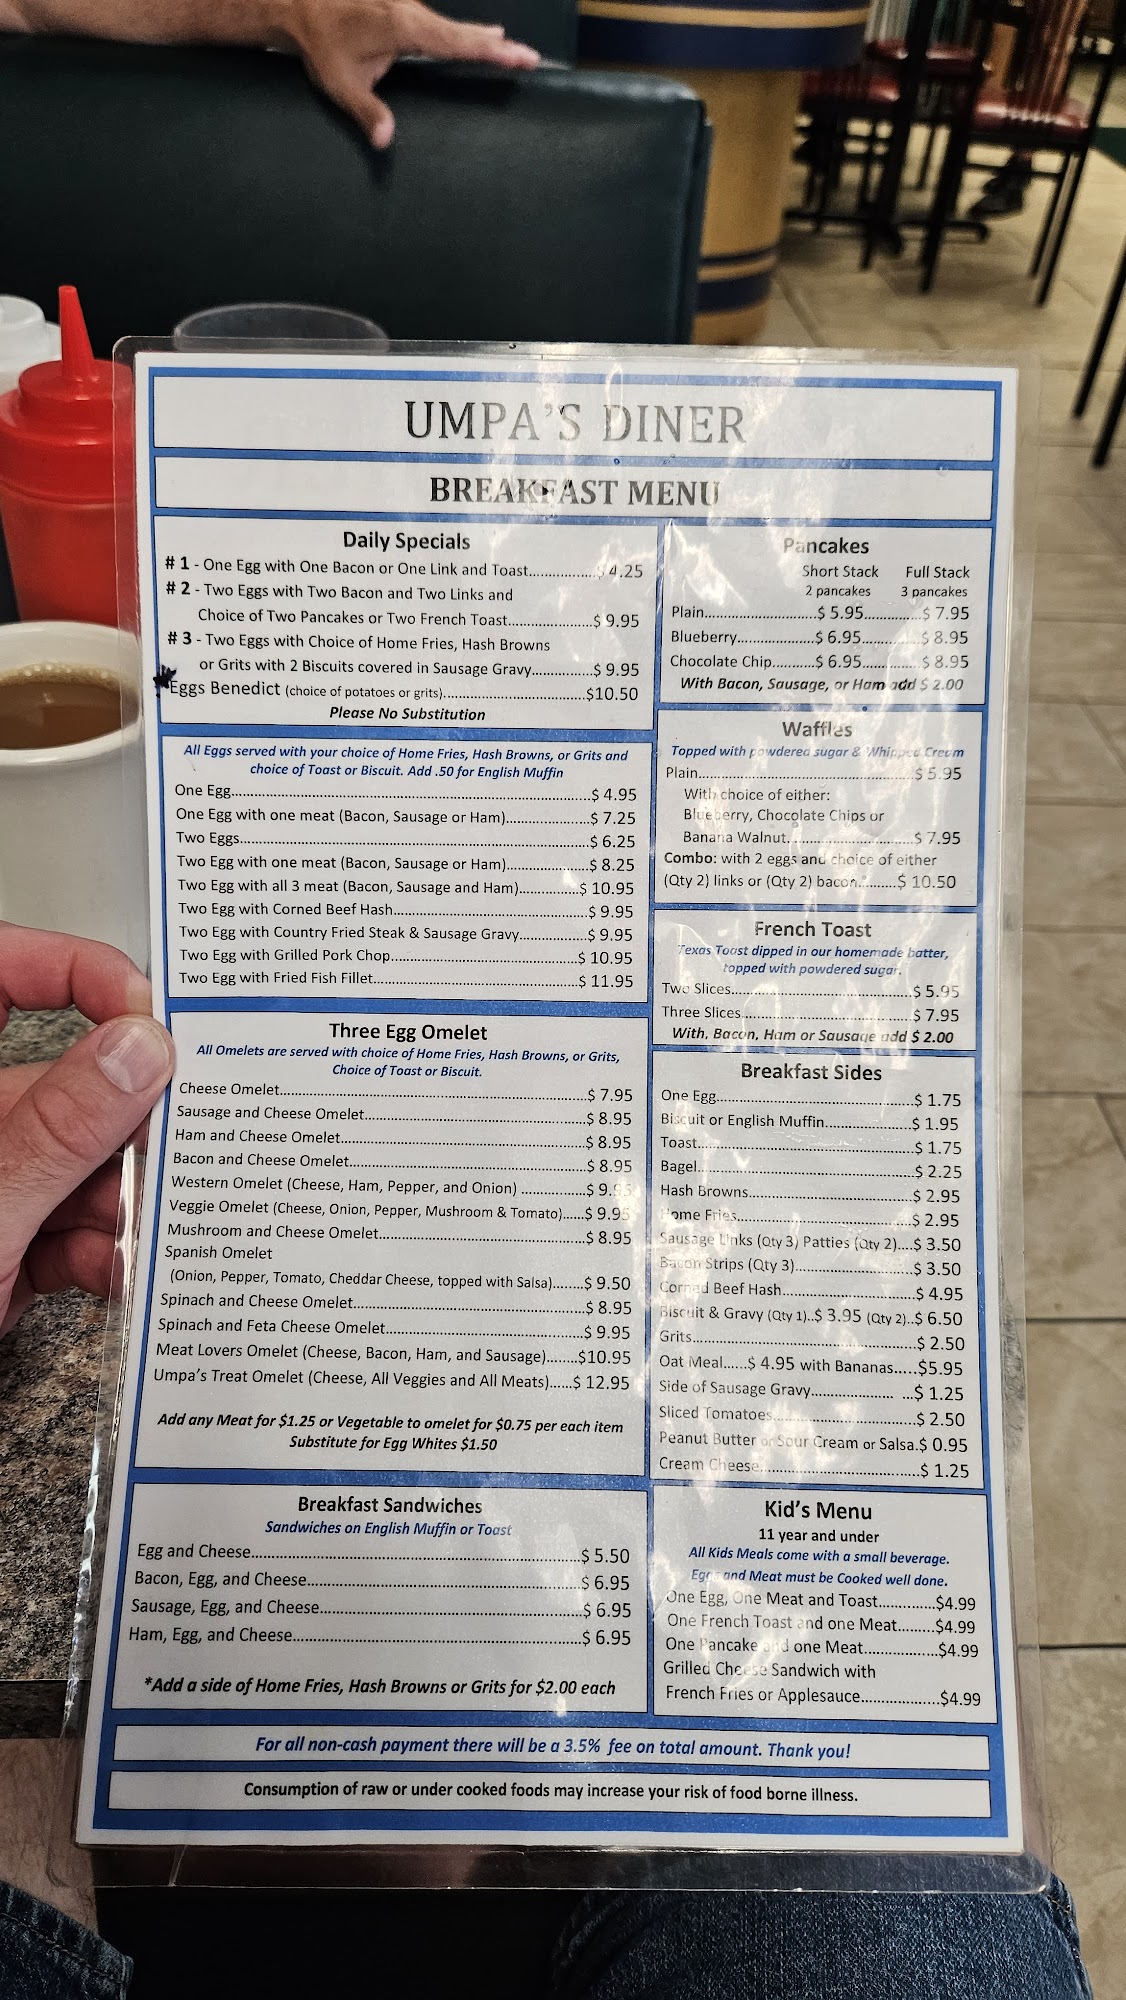 UMPA'S DINER
BREAKFAST MENU
Daily Specials
# 1 - One Egg with One Bacon or One Link and Toast.................$ 4.25
# 2 - Two Eggs with Two Bacon and Two Links and
Choice of Two Pancakes or Two French Toast.....................$ 9.95
# 3 - Two Eggs with Choice of Home Fries, Hash Browns
or Grits with 2 Biscuits covered in Sausage Gravy...............$ 9.95
Eggs Benedict (choice of potatoes or grits)...................................$10.50
Please No Substitution
All Eggs served with your choice of Home Fries, Hash Browns, or Grits and
choice of Toast or Biscuit. Add .50 for English Muffin
One Egg...............................................................................................$ 4.95
One Egg with one meat (Bacon, Sausage or Ham)......................$ 7.25
Two Eggs.............................................................................................$ 6.25
Two Egg with one meat (Bacon, Sausage or Ham).....................$ 8.25
Two Egg with all 3 meat (Bacon, Sausage and Ham)...............$ 10.95
Two Egg with Corned Beef Hash....................................................$ 9.95
Two Egg with Country Fried Steak & Sausage Gravy..................$ 9.95
Two Egg with Grilled Pork Chop..................................................$ 10.95
Two Egg with Fried Fish Fillet.......................................................$ 11.95
Three Egg Omelet
All Omelets are served with choice of Home Fries, Hash Browns, or Grits,
Choice of Toast or Biscuit.
Cheese Omelet..................................................................................$ 7.95
Sausage and Cheese Omelet...........................................................$ 8.95
Ham and Cheese Omelet.................................................................$ 8.95
Bacon and Cheese Omelet...............................................................$ 8.95
Western Omelet (Cheese, Ham, Pepper, and Onion) .................$ 9.95
Veggie Omelet (Cheese, Onion, Pepper, Mushroom & Tomato)......$ 9.95
Mushroom and Cheese Omelet.......................................................$ 8.95
Spanish Omelet
(Onion, Pepper, Tomato, Cheddar Cheese, topped with Salsa)........$ 9.50
Spinach and Cheese Omelet.............................................................$ 8.95
Spinach and Feta Cheese Omelet.....................................................$ 9.95
Meat Lovers Omelet (Cheese, Bacon, Ham, and Sausage)........$10.95
Umpa's Treat Omelet (Cheese, All Veggies and All Meats)......$ 12.95
Add any Meat for $1.25 or Vegetable to omelet for $0.75 per each item
Substitute for Egg Whites $1.50
Breakfast Sandwiches
Sandwiches on English Muffin or Toast
Egg and Cheese...................................................................................$ 5.50
Bacon, Egg, and Cheese.....................................................................$ 6.95
Sausage, Egg, and Cheese...................................................................$ 6.95
Ham, Egg, and Cheese.........................................................................$ 6.95
*Add a side of Home Fries, Hash Browns or Grits for $2.00 each
Pancakes
Short Stack Full Stack
2 pancakes 3 pancakes
Plain............................$ 5.95..............$ 7.95
Blueberry...................$ 6.95..............$ 8.95
Chocolate Chip..........$ 6.95..............$ 8.95
With Bacon, Sausage, or Ham add $ 2.00
Waffles
Topped with powdered sugar & Whipped Cream
Plain......................................................$ 5.95
With choice of either:
Blueberry, Chocolate Chips or
Banana Walnut................................$ 7.95
Combo: with 2 eggs and choice of either
(Qty 2) links or (Qty 2) bacon..........$ 10.50
French Toast
Texas Toast dipped in our homemade batter,
topped with powdered sugar.
Two Slices.............................................$ 5.95
Three Slices...........................................$ 7.95
With, Bacon, Ham or Sausage add $ 2.00
Breakfast Sides
One Egg..................................................$ 1.75
Biscuit or English Muffin......................$ 1.95
Toast.......................................................$ 1.75
Bagel.......................................................$ 2.25
Hash Browns.........................................$ 2.95
Home Fries............................................$ 2.95
Sausage Links (Qty 3) Patties (Qty 2)....$ 3.50
Bacon Strips (Qty 3).............................$ 3.50
Corned Beef Hash..................................$ 4.95
Biscuit & Gravy (Qty 1)..$ 3.95 (Qty 2)..$ 6.50
Grits.........................................................$ 2.50
Oat Meal.....$ 4.95 with Bananas.....$5.95
Side of Sausage Gravy..................... ...$ 1.25
Sliced Tomatoes....................................$ 2.50
Peanut Butter or Sour Cream or Salsa.$ 0.95
Cream Cheese........................................$ 1.25
Kid's Menu
11 year and under
All Kids Meals come with a small beverage.
Eggs and Meat must be Cooked well done.
One Egg, One Meat and Toast..............$4.99
One French Toast and one Meat.........$4.99
One Pancake and one Meat..................$4.99
Grilled Cheese Sandwich with
French Fries or Applesauce...................$4.99
For all non-cash payment there will be a 3.5% fee on total amount. Thank you!
Consumption of raw or under cooked foods may increase your risk of food borne illness.